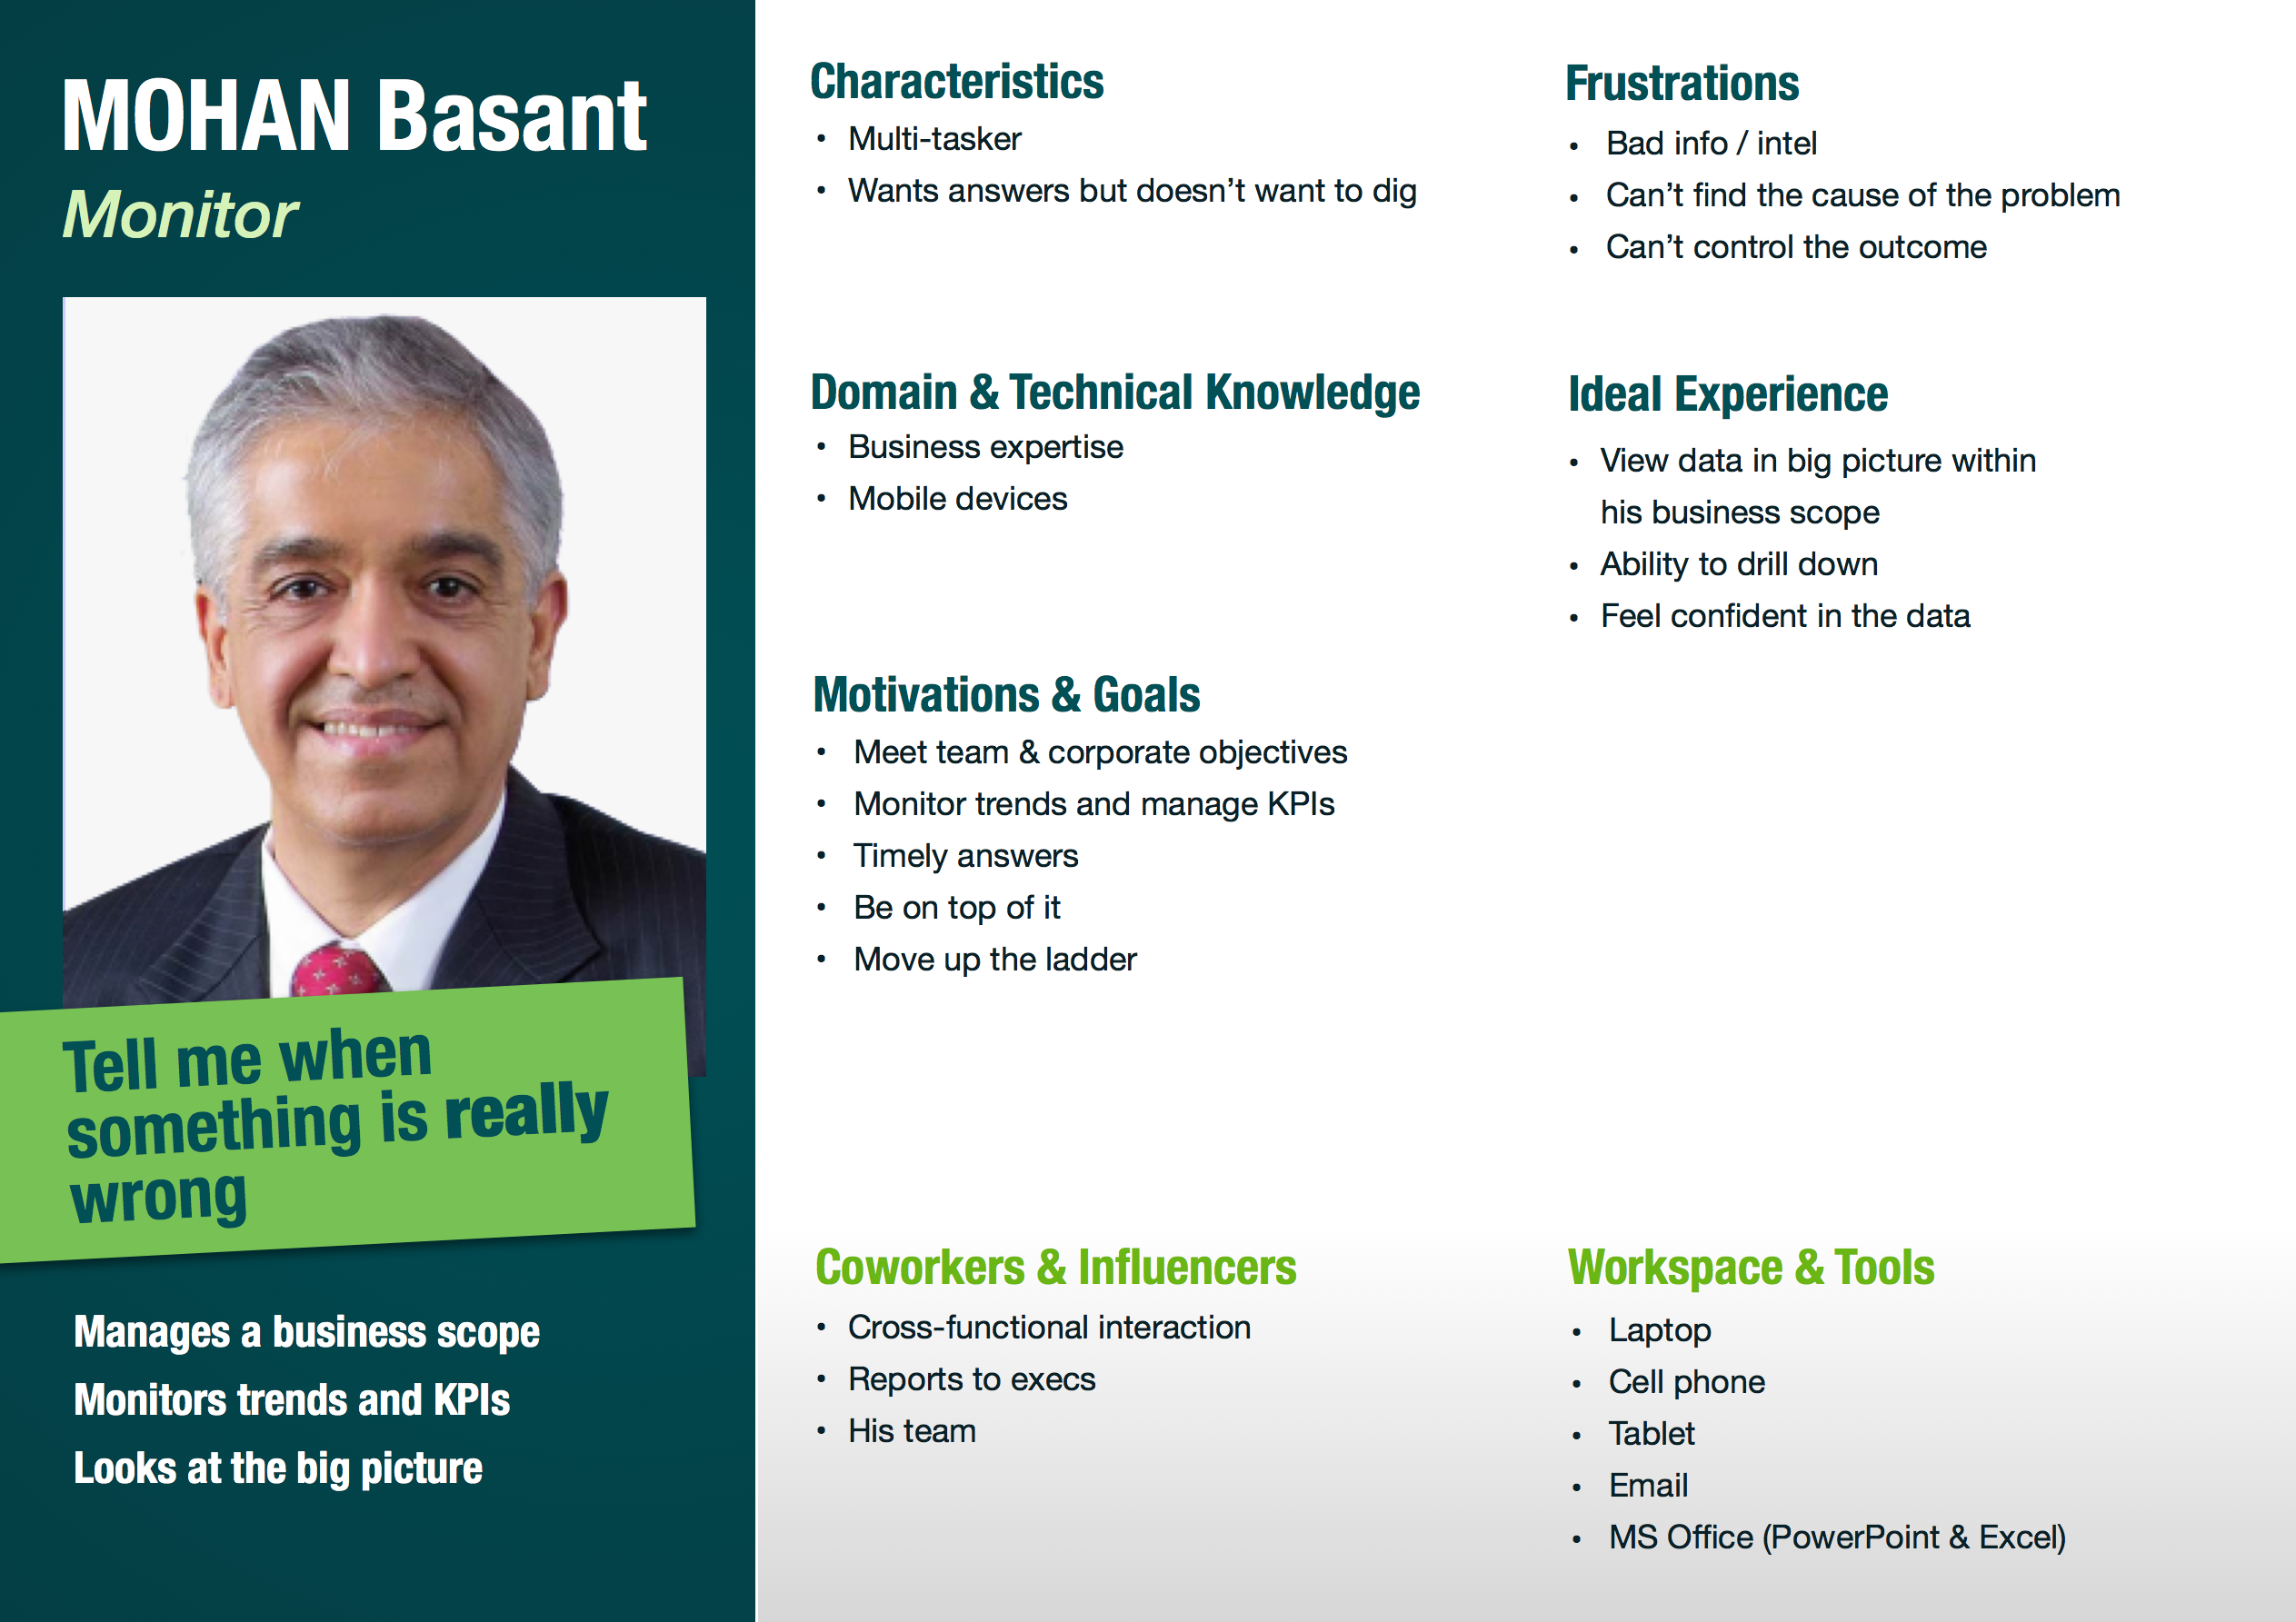 MOHAN Basant
Monitor
Tell me when
something is really
wrong
Manages a business scope
Monitors trends and KPIs
Looks at the big picture
Characteristics
• Multi-tasker
• Wants answers but doesn’t want to dig
Domain & Technical Knowledge
• Business expertise
• Mobile devices
Motivations & Goals
• Meet team & corporate objectives
• Monitor trends and manage KPIs
• Timely answers
• Be on top of it
• Move up the ladder
Frustrations
• Bad info / intel
• Can’t find the cause of the problem
• Can’t control the outcome
Ideal Experience
• View data in big picture within
his business scope
• Ability to drill down
• Feel confident in the data
Coworkers & Influencers
• Cross-functional interaction
• Reports to execs
• His team
Workspace & Tools
• Laptop
• Cell phone
• Tablet
• Email
• MS Office (PowerPoint & Excel)